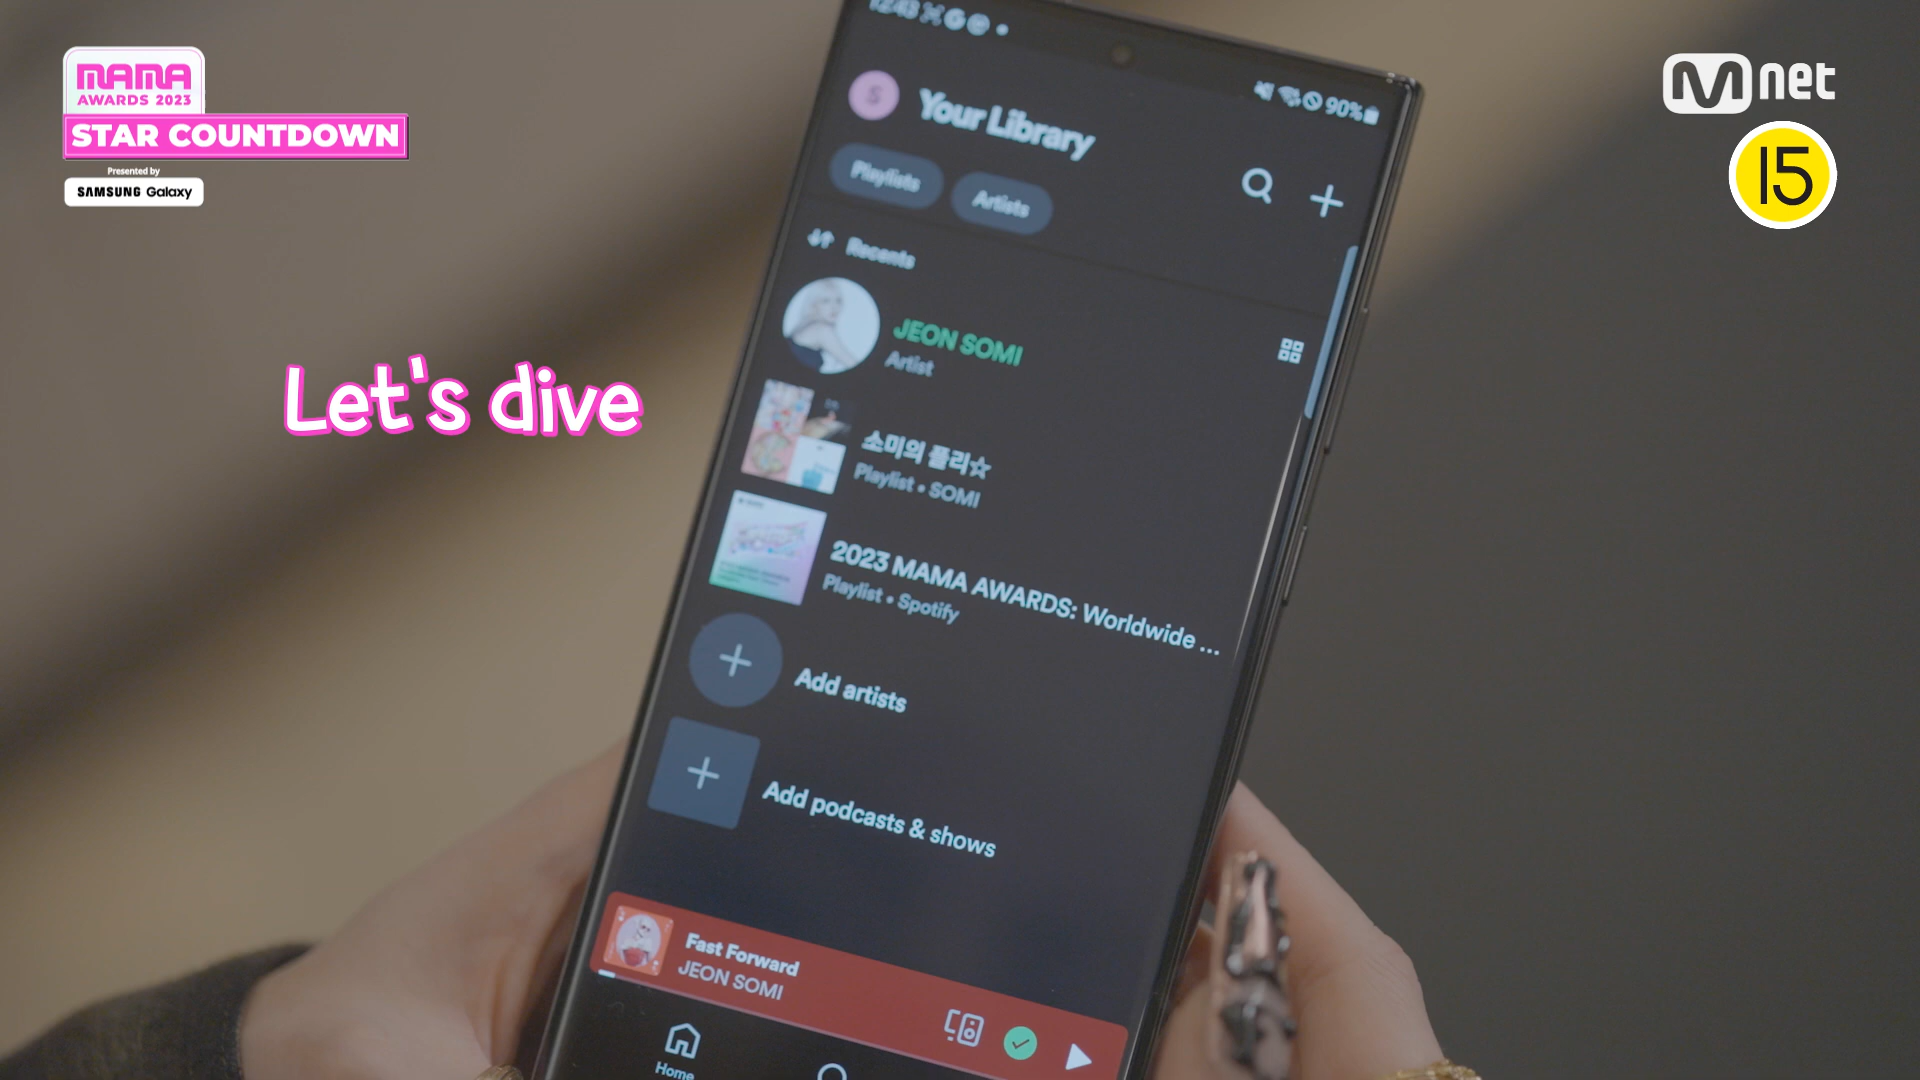 MAMA
AWARDS 2023
STAR COUNTDOWN
Presented by
SAMSUNG Galaxy
Mnet
15
Let's dive
12:43
90%
S
Your Library
Playlists
Artists
Recents
JEON SOMI
Artist
소미의 플리☆
Playlist • SOMI
2023 MAMA AWARDS: Worldwide ...
Playlist • Spotify
Add artists
Add podcasts & shows
Fast Forward
JEON SOMI
Home